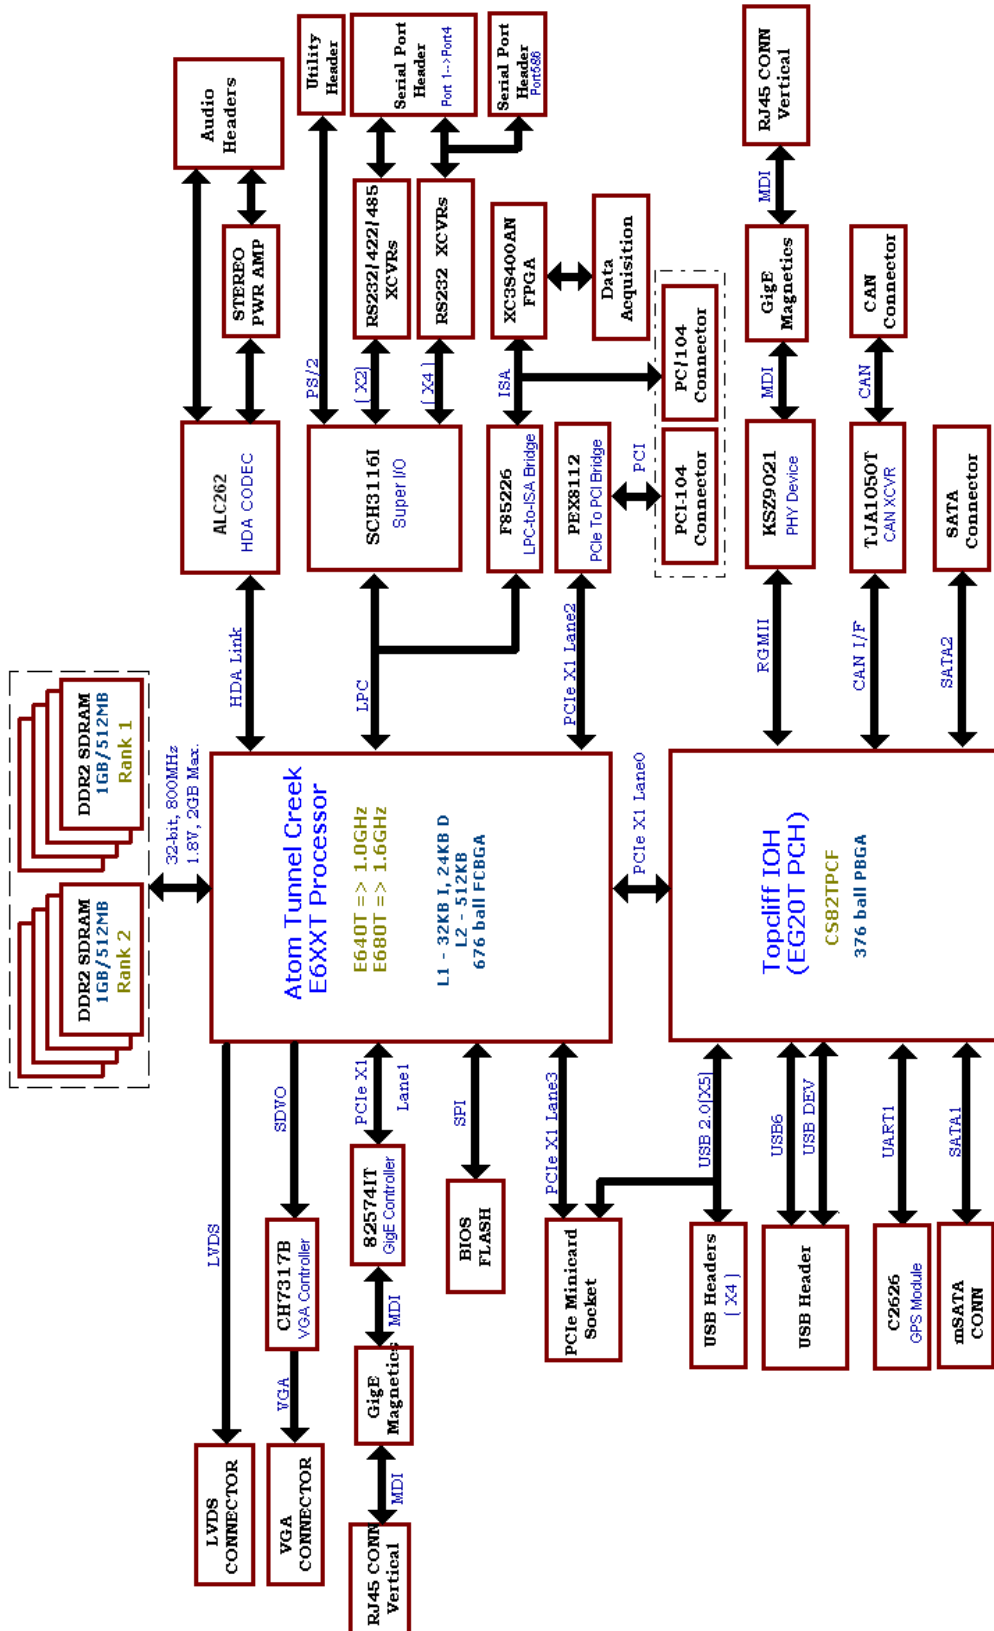 DDR2 SDRAM
1GB/512MB
Rank 2
DDR2 SDRAM
1GB/512MB
Rank 1
32-bit, 800MHz
1.8V, 2GB Max.
LVDS
CONNECTOR
LVDS
VGA
CONNECTOR
VGA
CH7317B
VGA Controller
SDVO
RJ45 CONN
Vertical
MDI
GigE
Magnetics
MDI
82574IT
GigE Controller
PCIe X1
Lane1
BIOS
FLASH
SPI
PCIe Minicard
Socket
PCIe X1 Lane3
Atom Tunnel Creek
E6XXT Processor
E640T => 1.0GHz
E680T => 1.6GHz
L1 - 32KB I, 24KB D
L2 - 512KB
676 ball FCBGA
HDA Link
ALC262
HDA CODEC
STEREO
PWR AMP
Audio
Headers
LPC
SCH3116I
Super I/O
PS/2
Utility
Header
( X2)
RS232/422/485
XCVRs
Serial Port
Header
Port 1-->Port4
( X4 )
RS232 XCVRs
Serial Port
Header
Port5&6
F85226
LPC-to-ISA Bridge
ISA
XC3S400AN
FPGA
Data
Acquisition
PCIe X1 Lane2
PEX8112
PCIe To PCI Bridge
PCI
PCI-104
Connector
PC/104
Connector
PCIe X1 Lane0
Topcliff IOH
(EG20T PCH)
CS82TPCF
376 ball PBGA
USB Headers
( X4 )
USB 2.0(X5)
USB Header
USB6
USB DEV
C2626
GPS Module
UART1
mSATA
CONN
SATA1
RGMII
KSZ9021
PHY Device
MDI
GigE
Magnetics
MDI
RJ45 CONN
Vertical
CAN I/F
TJA1050T
CAN XCVR
CAN
CAN
Connector
SATA2
SATA
Connector